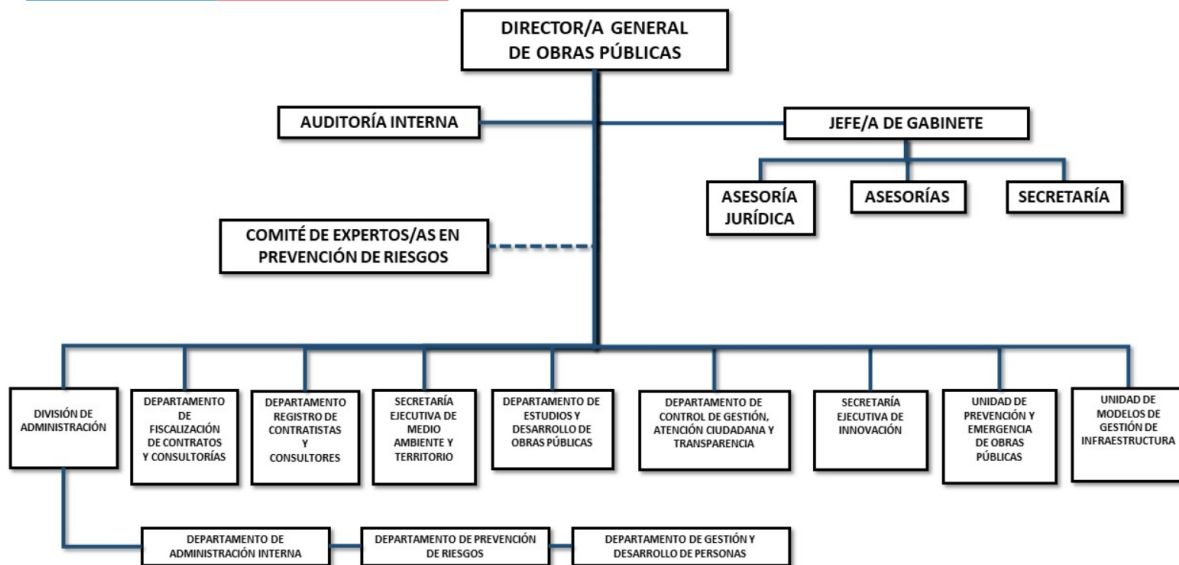 DIRECTOR/A GENERAL
DE OBRAS PÚBLICAS
AUDITORÍA INTERNA
JEFE/A DE GABINETE
ASESORÍA
JURÍDICA
ASESORÍAS
SECRETARÍA
COMITÉ DE EXPERTOS/AS EN
PREVENCIÓN DE RIESGOS
DIVISIÓN DE
ADMINISTRACIÓN
DEPARTAMENTO
DE
FISCALIZACIÓN
DE CONTRATOS
Y CONSULTORÍAS
DEPARTAMENTO
REGISTRO DE
CONTRATISTAS
Y
CONSULTORES
SECRETARÍA
EJECUTIVA DE
MEDIO
AMBIENTE Y
TERRITORIO
DEPARTAMENTO DE
ESTUDIOS Y
DESARROLLO DE
OBRAS PÚBLICAS
DEPARTAMENTO DE
CONTROL DE GESTIÓN,
ATENCIÓN CIUDADANA Y
TRANSPARENCIA
SECRETARÍA
EJECUTIVA DE
INNOVACIÓN
UNIDAD DE
PREVENCIÓN Y
EMERGENCIA
DE OBRAS
PÚBLICAS
UNIDAD DE
MODELOS DE
GESTIÓN DE
INFRAESTRUCTURA
DEPARTAMENTO DE
ADMINISTRACIÓN INTERNA
DEPARTAMENTO DE PREVENCIÓN
DE RIESGOS
DEPARTAMENTO DE GESTIÓN Y
DESARROLLO DE PERSONAS